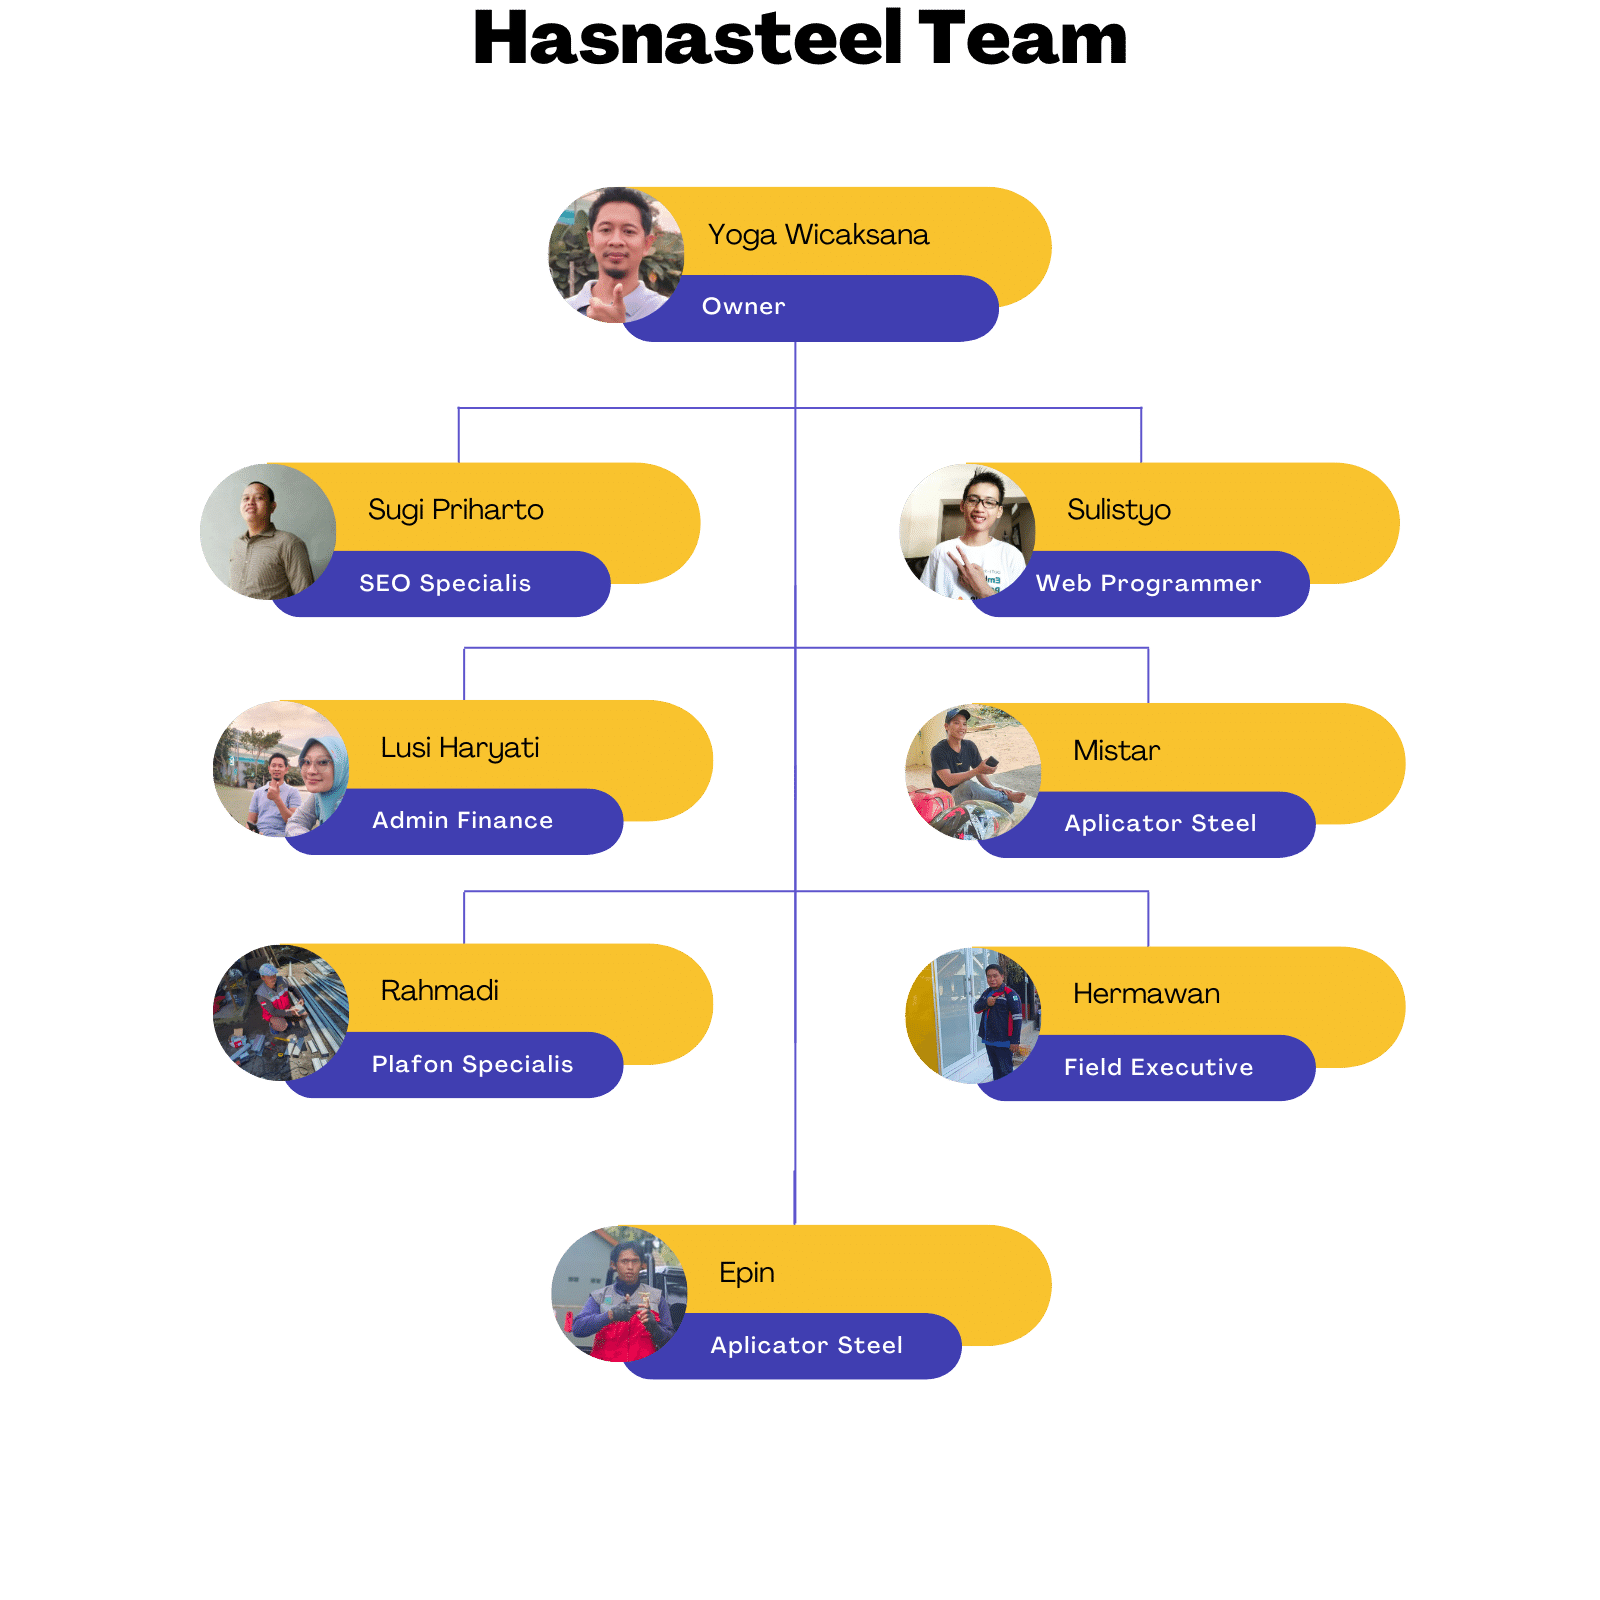 Hasnasteel Team
Yoga Wicaksana
Owner
Sugi Priharto
SEO Specialis
Sulistyo
Web Programmer
Lusi Haryati
Admin Finance
Mistar
Aplicator Steel
Rahmadi
Plafon Specialis
Hermawan
Field Executive
Epin
Aplicator Steel